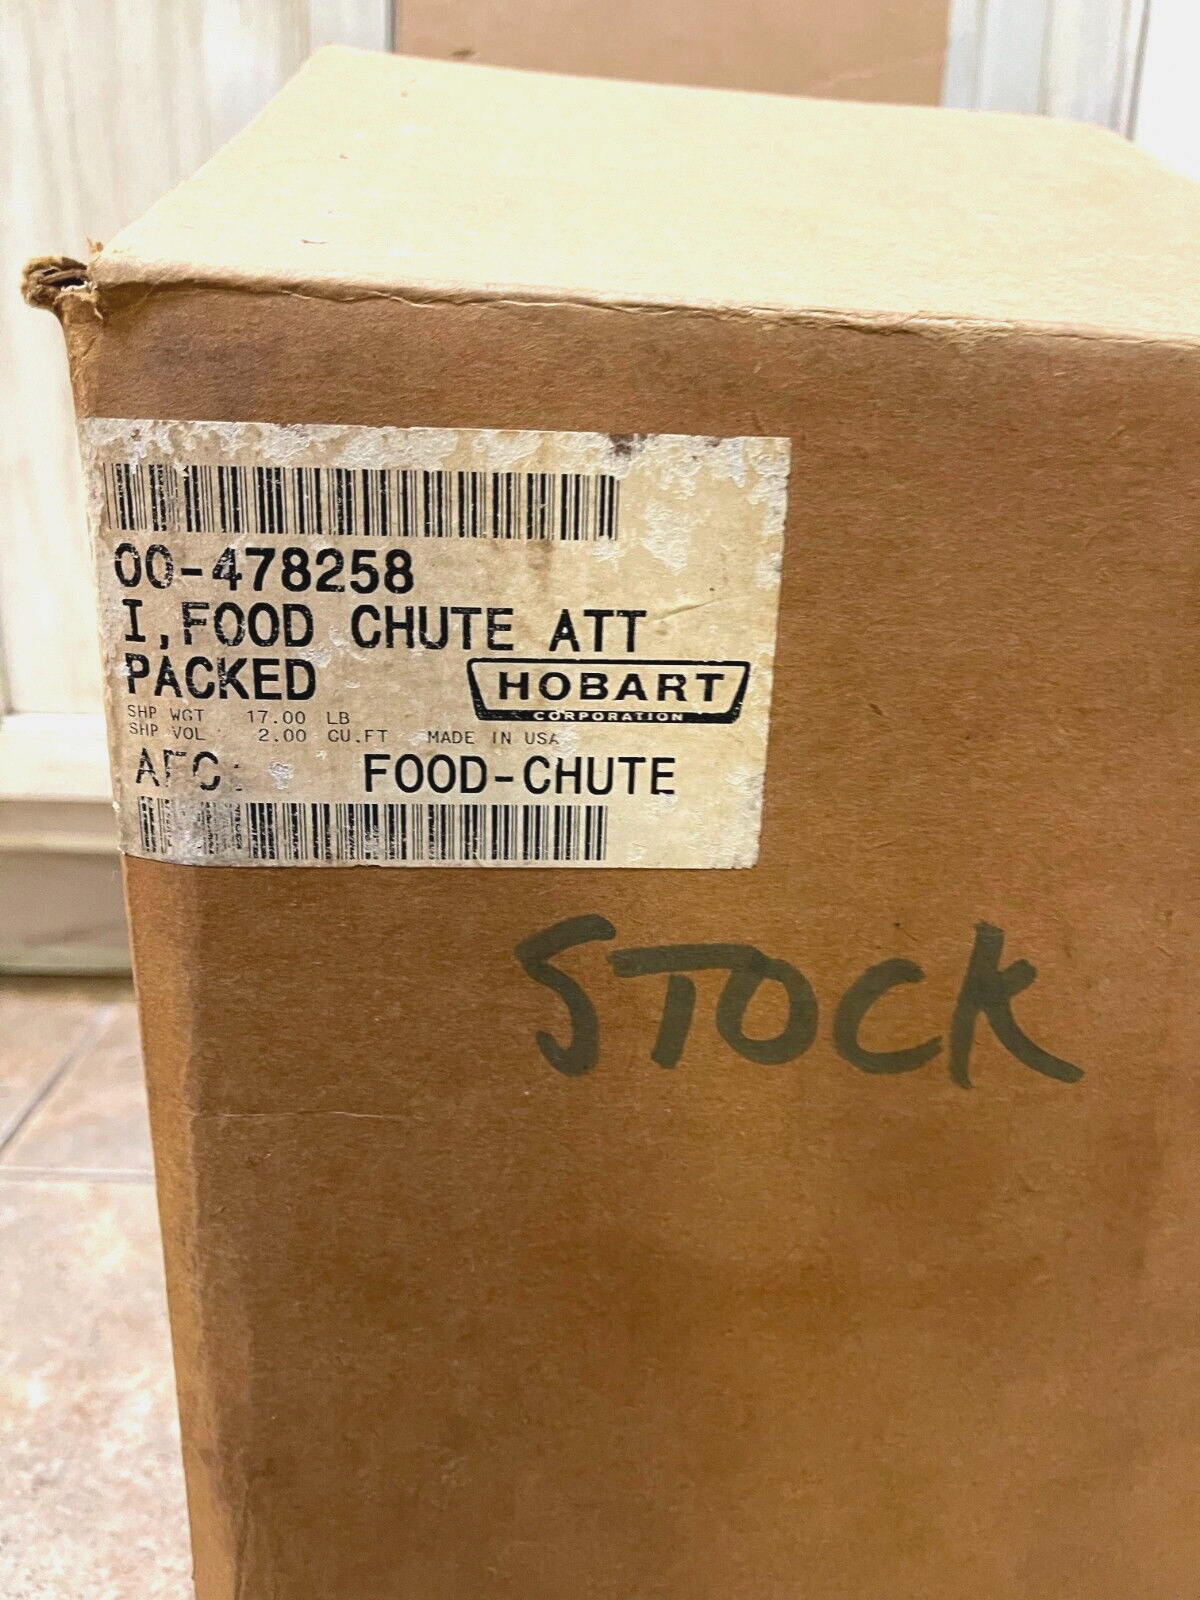 00-478258
I,FOOD CHUTE ATT
PACKED
HOBART
CORPORATION
SHP WGT 17.00 LB
SHP VOL 2.00 CU.FT MADE IN USA
FOOD-CHUTE
STOCK